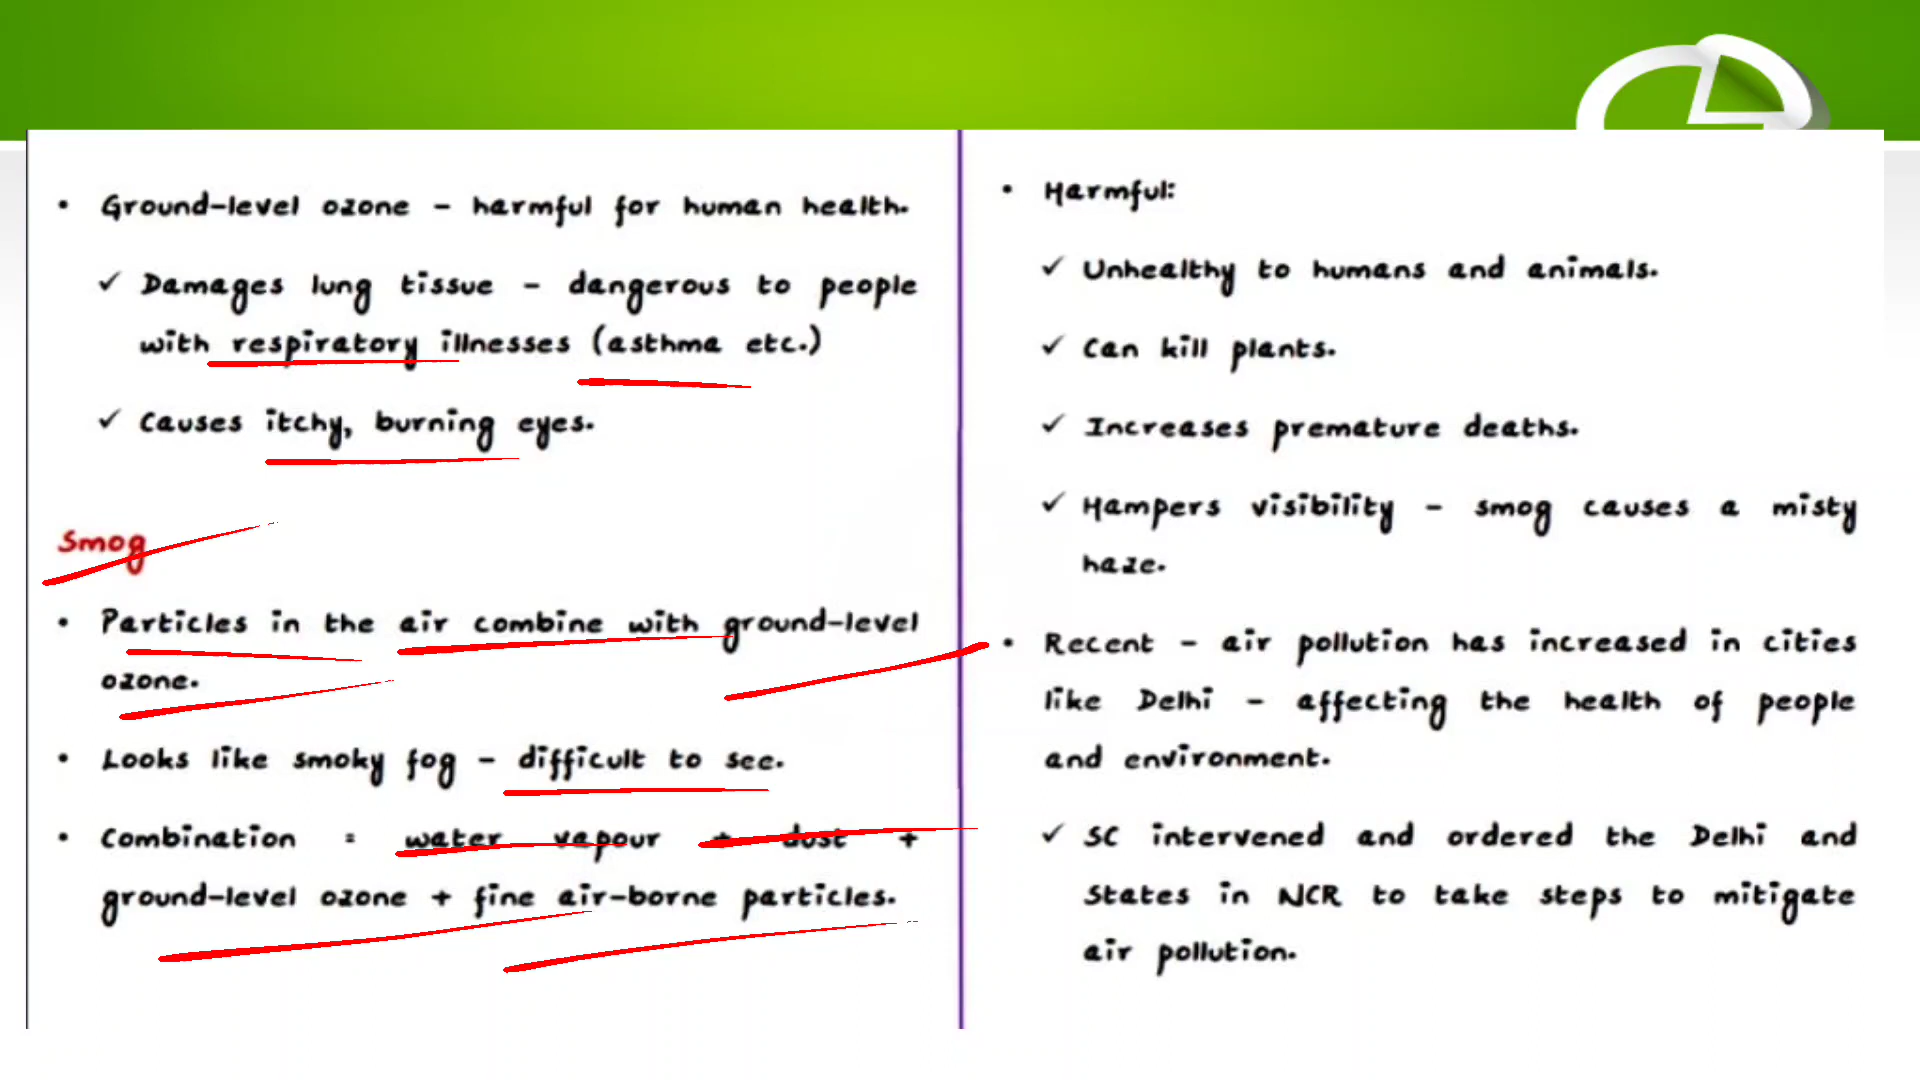 • Ground-level ozone - harmful for human health.
✓ Damages lung tissue - dangerous to people
with respiratory illnesses (asthma etc.)
✓ Causes itchy, burning eyes.
Smog
• Particles in the air combine with ground-level
ozone.
• Looks like smoky fog - difficult to see.
• Combination = water vapour + dust +
ground-level ozone + fine air-borne particles.
• Harmful:
✓ Unhealthy to humans and animals.
✓ Can kill plants.
✓ Increases premature deaths.
✓ Hampers visibility - smog causes a misty
haze.
• Recent - air pollution has increased in cities
like Delhi - affecting the health of people
and environment.
✓ SC intervened and ordered the Delhi and
States in NCR to take steps to mitigate
air pollution.